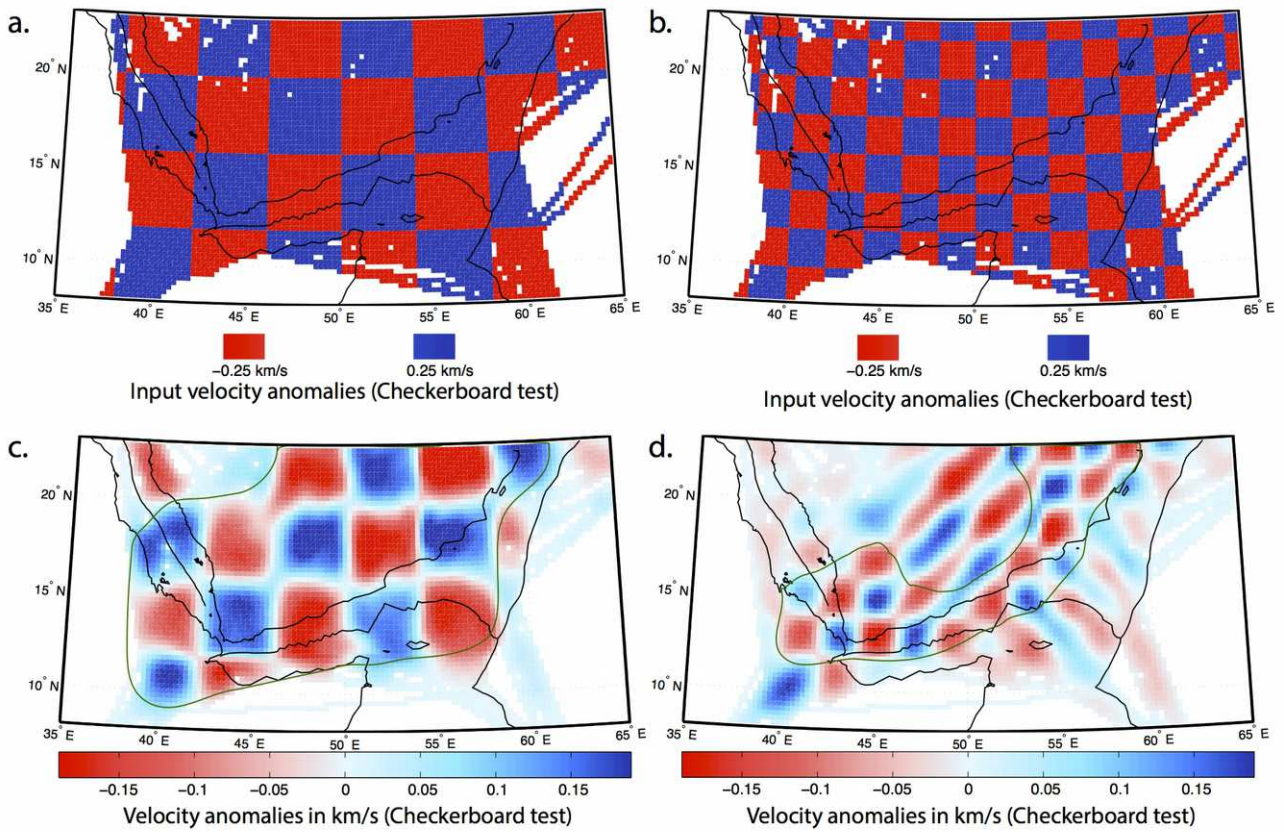 a.
b.
20° N
15° N
10° N
35° E
40° E
45° E
50° E
55° E
60° E
65° E
20° N
15° N
10° N
35° E
40° E
45° E
50° E
55° E
60° E
65° E
−0.25 km/s
0.25 km/s
Input velocity anomalies (Checkerboard test)
−0.25 km/s
0.25 km/s
Input velocity anomalies (Checkerboard test)
c.
d.
20° N
15° N
10° N
35° E
40° E
45° E
50° E
55° E
60° E
65° E
20° N
15° N
10° N
35° E
40° E
45° E
50° E
55° E
60° E
65° E
−0.15 −0.1 −0.05 0 0.05 0.1 0.15
Velocity anomalies in km/s (Checkerboard test)
−0.15 −0.1 −0.05 0 0.05 0.1 0.15
Velocity anomalies in km/s (Checkerboard test)